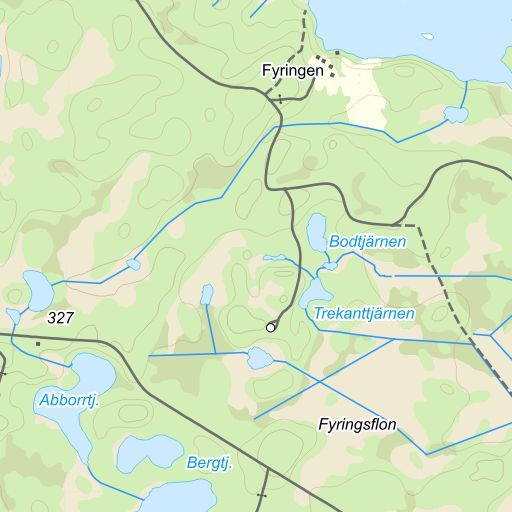 Fyringen
Bodtjärnen
Trekanttjärnen
327
Abborrtj.
Fyringsflon
Bergtj.